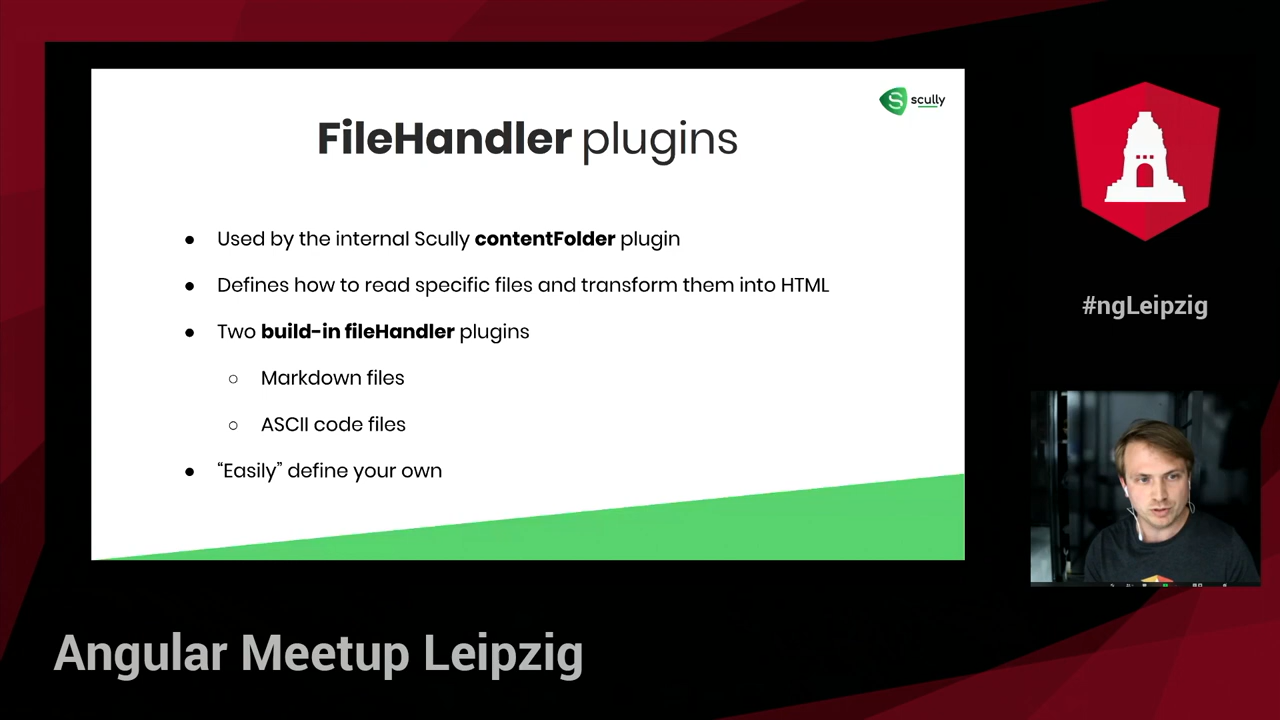 scully
FileHandler plugins
● Used by the internal Scully contentFolder plugin
● Defines how to read specific files and transform them into HTML
● Two build-in fileHandler plugins
○ Markdown files
○ ASCII code files
● “Easily” define your own
#ngLeipzig
Angular Meetup Leipzig